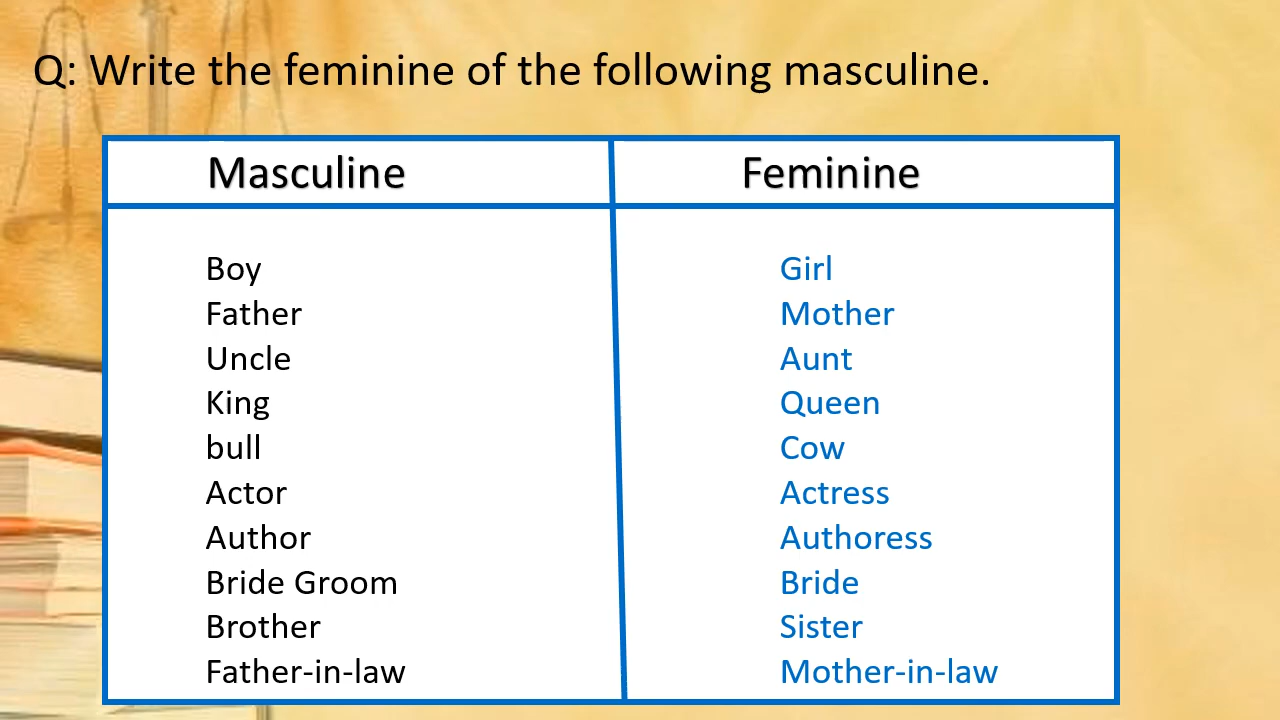 Q: Write the feminine of the following masculine.
Masculine Feminine
Boy Girl
Father Mother
Uncle Aunt
King Queen
bull Cow
Actor Actress
Author Authoress
Bride Groom Bride
Brother Sister
Father-in-law Mother-in-law